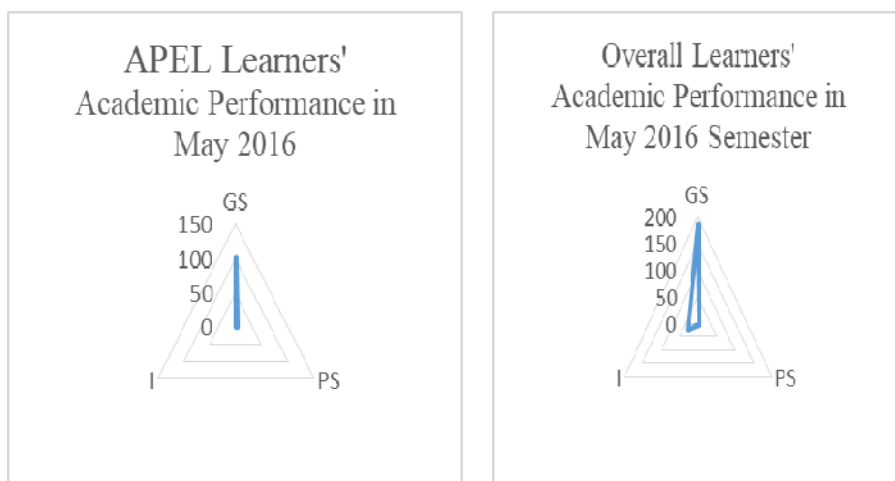 APEL Learners'
Academic Performance in
May 2016
GS
150
100
50
0
I
PS
Overall Learners'
Academic Performance in
May 2016 Semester
GS
200
150
100
50
0
I
PS